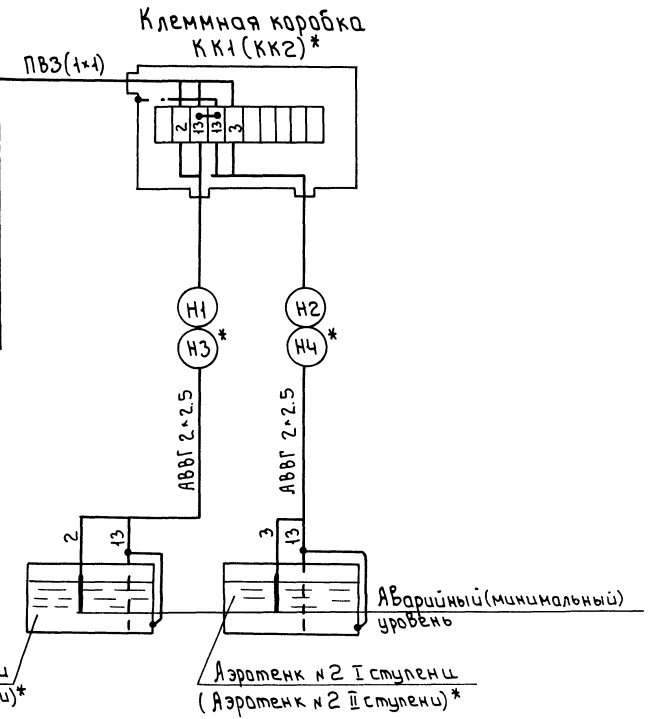 Клеммная коробка
КК1 (КК2)*
ПВ3(1×1)
2 13 13 3
Н1 Н2
Н3* Н4*
АВВГ 2×2.5 АВВГ 2×2.5
2 13 3 13
Аварийный (минимальный)
уровень
Аэротенк №2 I ступени
(Аэротенк №2 II ступени)*
и
и)*